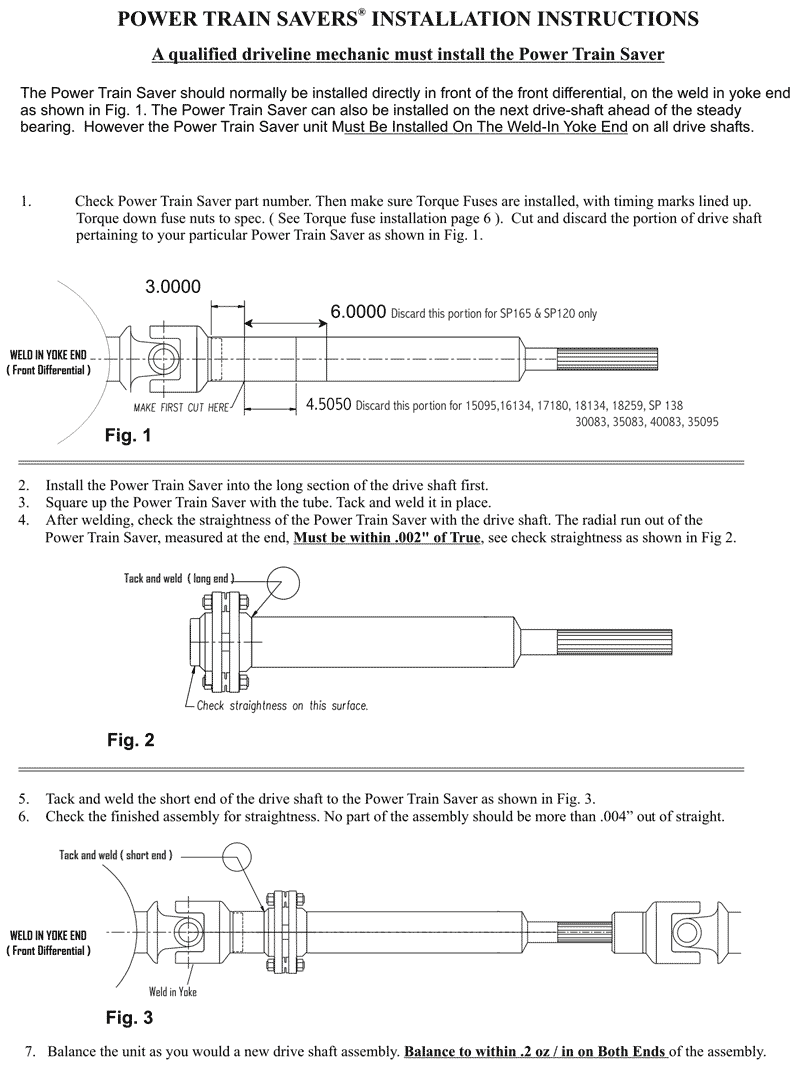 POWER TRAIN SAVERS® INSTALLATION INSTRUCTIONS
A qualified driveline mechanic must install the Power Train Saver
The Power Train Saver should normally be installed directly in front of the front differential, on the weld in yoke end
as shown in Fig. 1. The Power Train Saver can also be installed on the next drive-shaft ahead of the steady
bearing. However the Power Train Saver unit Must Be Installed On The Weld-In Yoke End on all drive shafts.
1. Check Power Train Saver part number. Then make sure Torque Fuses are installed, with timing marks lined up.
Torque down fuse nuts to spec. ( See Torque fuse installation page 6 ). Cut and discard the portion of drive shaft
pertaining to your particular Power Train Saver as shown in Fig. 1.
3.0000
6.0000 Discard this portion for SP165 & SP120 only
WELD IN YOKE END
( Front Differential )
MAKE FIRST CUT HERE
4.5050 Discard this portion for 15095,16134, 17180, 18134, 18259, SP 138
30083, 35083, 40083, 35095
Fig. 1
2. Install the Power Train Saver into the long section of the drive shaft first.
3. Square up the Power Train Saver with the tube. Tack and weld it in place.
4. After welding, check the straightness of the Power Train Saver with the drive shaft. The radial run out of the
Power Train Saver, measured at the end, Must be within .002" of True, see check straightness as shown in Fig 2.
Tack and weld ( long end )
Check straightness on this surface.
Fig. 2
5. Tack and weld the short end of the drive shaft to the Power Train Saver as shown in Fig. 3.
6. Check the finished assembly for straightness. No part of the assembly should be more than .004” out of straight.
Tack and weld ( short end )
WELD IN YOKE END
( Front Differential )
Weld in Yoke
Fig. 3
7. Balance the unit as you would a new drive shaft assembly. Balance to within .2 oz / in on Both Ends of the assembly.